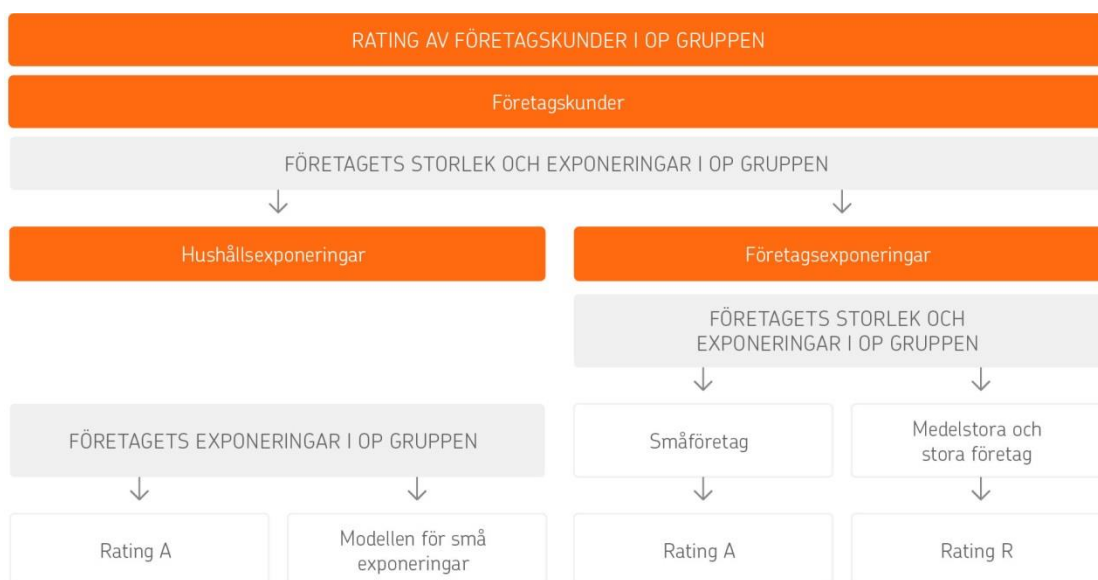 RATING AV FÖRETAGSKUNDER I OP GRUPPEN
Företagskunder
FÖRETAGETS STORLEK OCH EXPONERINGAR I OP GRUPPEN
Hushållsexponeringar
Företagsexponeringar
FÖRETAGETS STORLEK OCH
EXPONERINGAR I OP GRUPPEN
FÖRETAGETS EXPONERINGAR I OP GRUPPEN
Småföretag
Medelstora och
stora företag
Rating A
Modellen för små
exponeringar
Rating A
Rating R